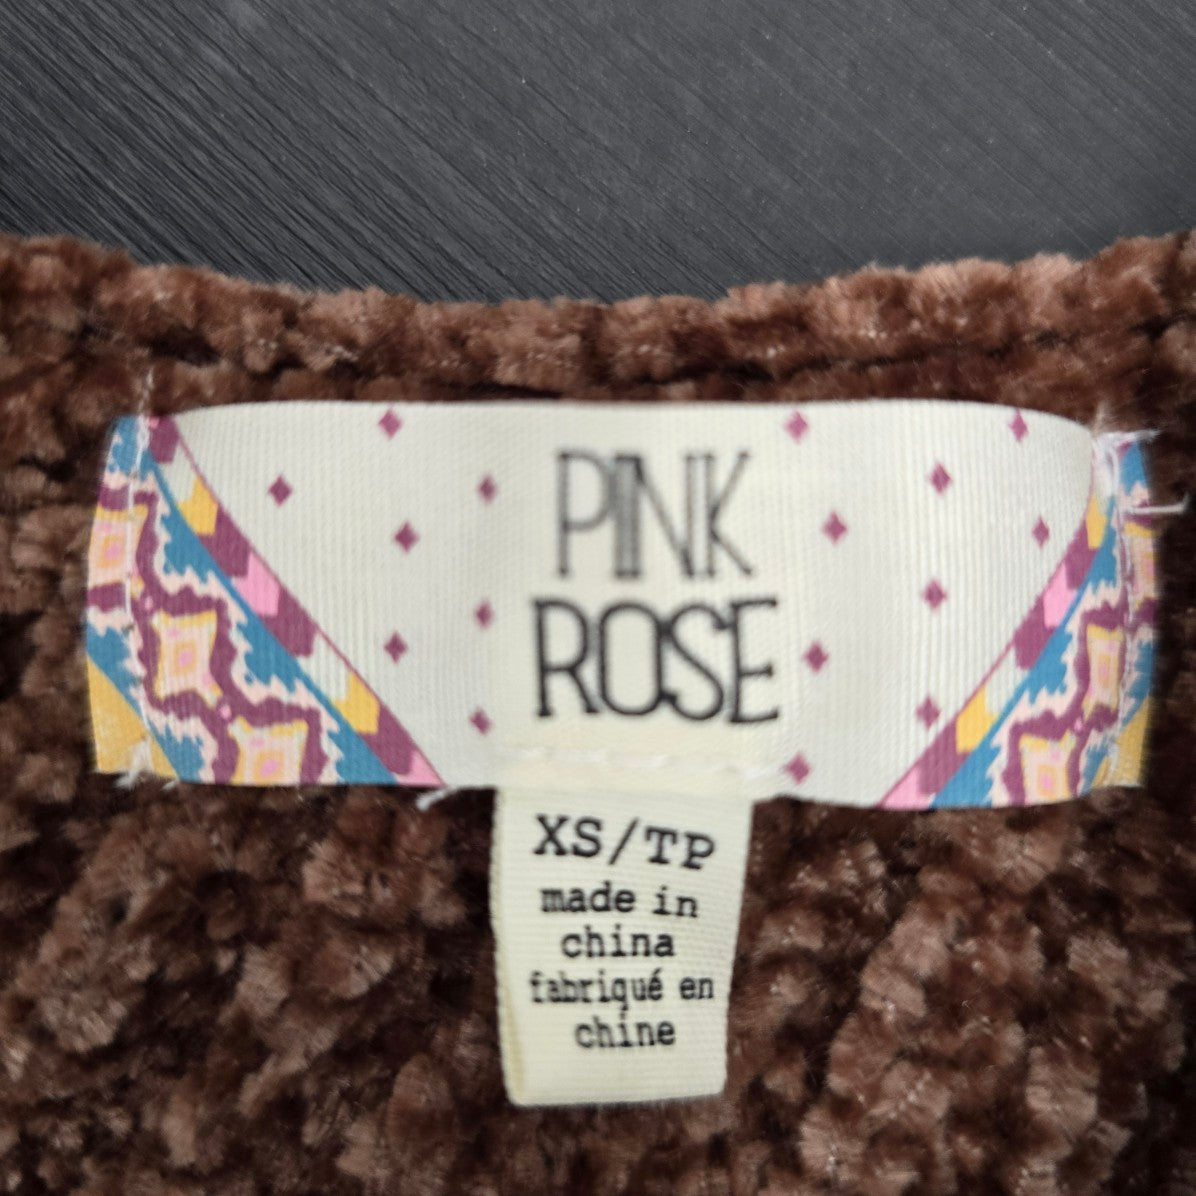 PINK
ROSE
XS/TP
made in
china
fabriqué en
chine